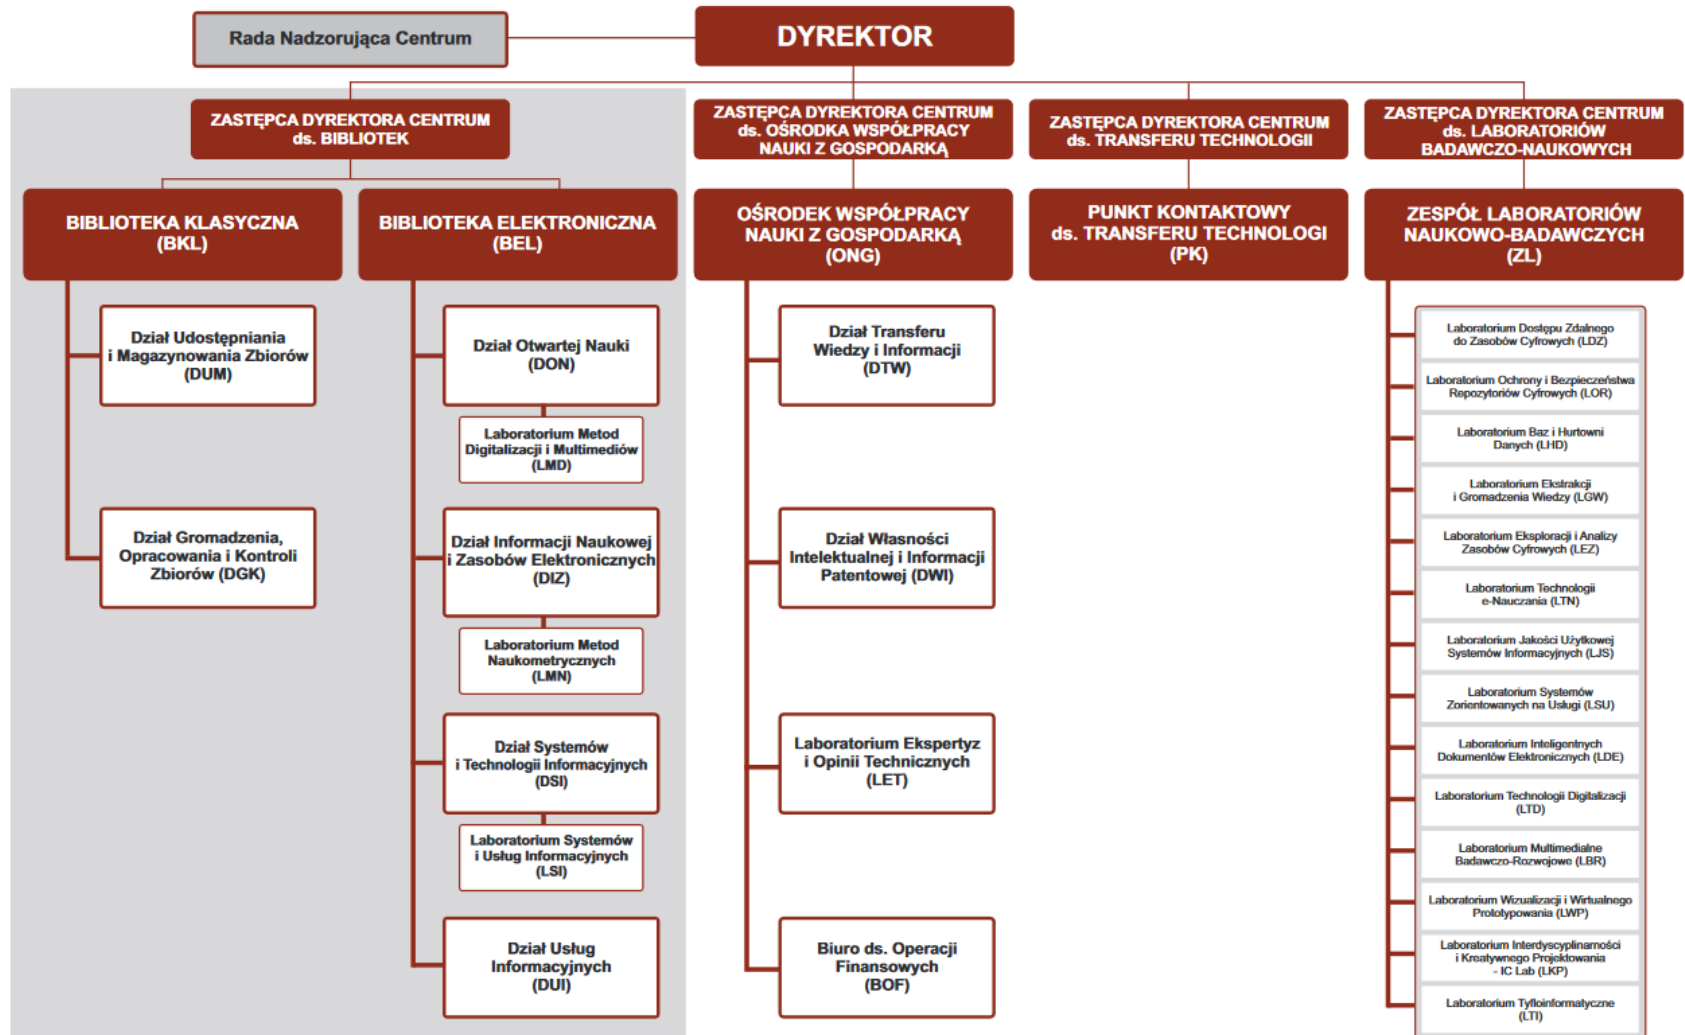 Rada Nadzorująca Centrum
DYREKTOR
ZASTĘPCA DYREKTORA CENTRUM
ds. BIBLIOTEK
ZASTĘPCA DYREKTORA CENTRUM
ds. OŚRODKA WSPÓŁPRACY
NAUKI Z GOSPODARKĄ
ZASTĘPCA DYREKTORA CENTRUM
ds. TRANSFERU TECHNOLOGII
ZASTĘPCA DYREKTORA CENTRUM
ds. LABORATORIÓW
BADAWCZO-NAUKOWYCH
BIBLIOTEKA KLASYCZNA
(BKL)
BIBLIOTEKA ELEKTRONICZNA
(BEL)
OŚRODEK WSPÓŁPRACY
NAUKI Z GOSPODARKĄ
(ONG)
PUNKT KONTAKTOWY
ds. TRANSFERU TECHNOLOGI
(PK)
ZESPÓŁ LABORATORIÓW
NAUKOWO-BADAWCZYCH
(ZL)
Dział Udostępniania
i Magazynowania Zbiorów
(DUM)
Dział Gromadzenia,
Opracowania i Kontroli
Zbiorów (DGK)
Dział Otwartej Nauki
(DON)
Laboratorium Metod
Digitalizacji i Multimediów
(LMD)
Dział Informacji Naukowej
i Zasobów Elektronicznych
(DIZ)
Laboratorium Metod
Naukometrycznych
(LMN)
Dział Systemów
i Technologii Informacyjnych
(DSI)
Laboratorium Systemów
i Usług Informacyjnych
(LSI)
Dział Usług
Informacyjnych
(DUI)
Dział Transferu
Wiedzy i Informacji
(DTW)
Dział Własności
Intelektualnej i Informacji
Patentowej (DWI)
Laboratorium Ekspertyz
i Opinii Technicznych
(LET)
Biuro ds. Operacji
Finansowych
(BOF)
Laboratorium Dostępu Zdalnego
do Zasobów Cyfrowych (LDZ)
Laboratorium Ochrony i Bezpieczeństwa
Repozytoriów Cyfrowych (LOR)
Laboratorium Baz i Hurtowni
Danych (LHD)
Laboratorium Ekstrakcji
i Gromadzenia Wiedzy (LGW)
Laboratorium Eksploracji i Analizy
Zasobów Cyfrowych (LEZ)
Laboratorium Technologii
e-Nauczania (LTN)
Laboratorium Jakości Użytkowej
Systemów Informacyjnych (LJS)
Laboratorium Systemów
Zorientowanych na Usługi (LSU)
Laboratorium Inteligentnych
Dokumentów Elektronicznych (LDE)
Laboratorium Technologii Digitalizacji
(LTD)
Laboratorium Multimedialne
Badawczo-Rozwojowe (LBR)
Laboratorium Wizualizacji i Wirtualnego
Prototypowania (LWP)
Laboratorium Interdyscyplinarności
i Kreatywnego Projektowania
- IC Lab (LKP)
Laboratorium Tyfloinformatyczne
(LTI)